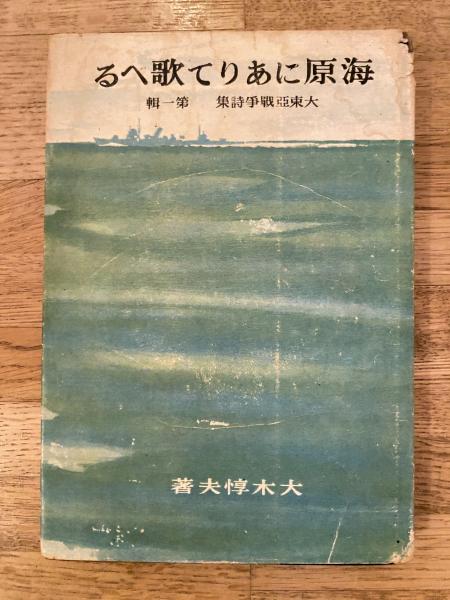 海原にありて歌へる
大東亞戰爭詩集 第一輯
大木惇夫著